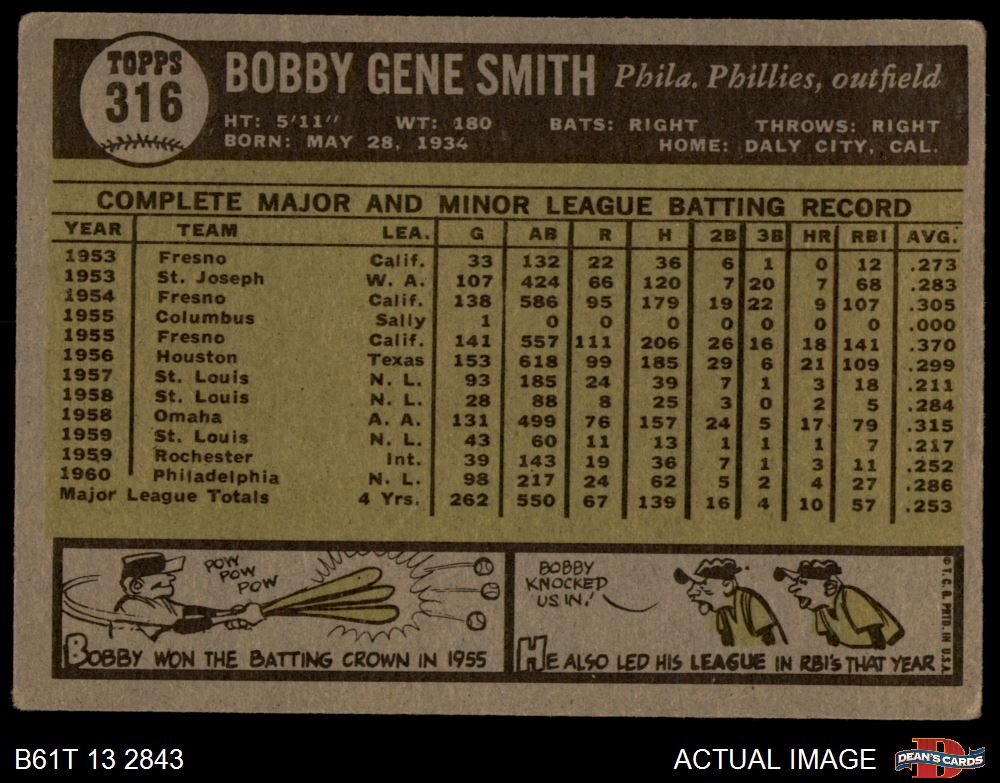 TOPPS
316
BOBBY GENE SMITH Phila. Phillies, outfield
HT: 5'11" WT: 180 BATS: RIGHT THROWS: RIGHT
BORN: MAY 28, 1934 HOME: DALY CITY, CAL.
COMPLETE MAJOR AND MINOR LEAGUE BATTING RECORD
YEAR TEAM LEA. G AB R H 2B 3B HR RBI AVG.
1953 Fresno Calif. 33 132 22 36 6 1 0 12 .273
1953 St. Joseph W. A. 107 424 66 120 7 20 7 68 .283
1954 Fresno Calif. 138 586 95 179 19 22 9 107 .305
1955 Columbus Sally 1 0 0 0 0 0 0 0 .000
1955 Fresno Calif. 141 557 111 206 26 16 18 141 .370
1956 Houston Texas 153 618 99 185 29 6 21 109 .299
1957 St. Louis N. L. 93 185 24 39 7 1 3 18 .211
1958 St. Louis N. L. 28 88 8 25 3 0 2 5 .284
1958 Omaha A. A. 131 499 76 157 24 5 17 79 .315
1959 St. Louis N. L. 43 60 11 13 1 1 1 7 .217
1959 Rochester Int. 39 143 19 36 7 1 3 11 .252
1960 Philadelphia N. L. 98 217 24 62 5 2 4 27 .286
Major League Totals 4 Yrs. 262 550 67 139 16 4 10 57 .253
POW
POW
POW
BOBBY WON THE BATTING CROWN IN 1955
BOBBY
KNOCKED
US IN!
HE ALSO LED HIS LEAGUE IN RBI'S THAT YEAR
© T.C.G. PRTD. IN U.S.A.
B61T 13 2843 ACTUAL IMAGE
D
DEAN'S CARDS